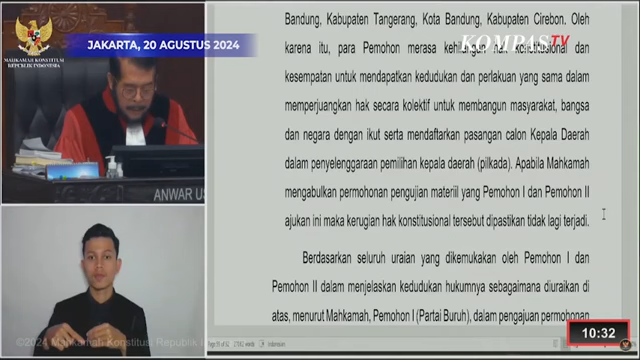 MAHKAMAH KONSTITUSI
REPUBLIK INDONESIA
JAKARTA, 20 AGUSTUS 2024
KOMPAS TV
ANWAR US
©2024 Mahkamah Konstitusi Republik I
Bandung, Kabupaten Tangerang, Kota Bandung, Kabupaten Cirebon. Oleh
karena itu, para Pemohon merasa kehilangan hak konstitusional dan
kesempatan untuk mendapatkan kedudukan dan perlakuan yang sama dalam
memperjuangkan hak secara kolektif untuk membangun masyarakat, bangsa
dan negara dengan ikut serta mendaftarkan pasangan calon Kepala Daerah
dalam penyelenggaraan pemilihan kepala daerah (pilkada). Apabila Mahkamah
mengabulkan permohonan pengujian materiil yang Pemohon I dan Pemohon II
ajukan ini maka kerugian hak konstitusional tersebut dipastikan tidak lagi terjadi.
Berdasarkan seluruh uraian yang dikemukakan oleh Pemohon I dan
Pemohon II dalam menjelaskan kedudukan hukumnya sebagaimana diuraikan di
atas, menurut Mahkamah, Pemohon I (Partai Buruh), dalam pengajuan permohonan
words
Indonesian
10:32